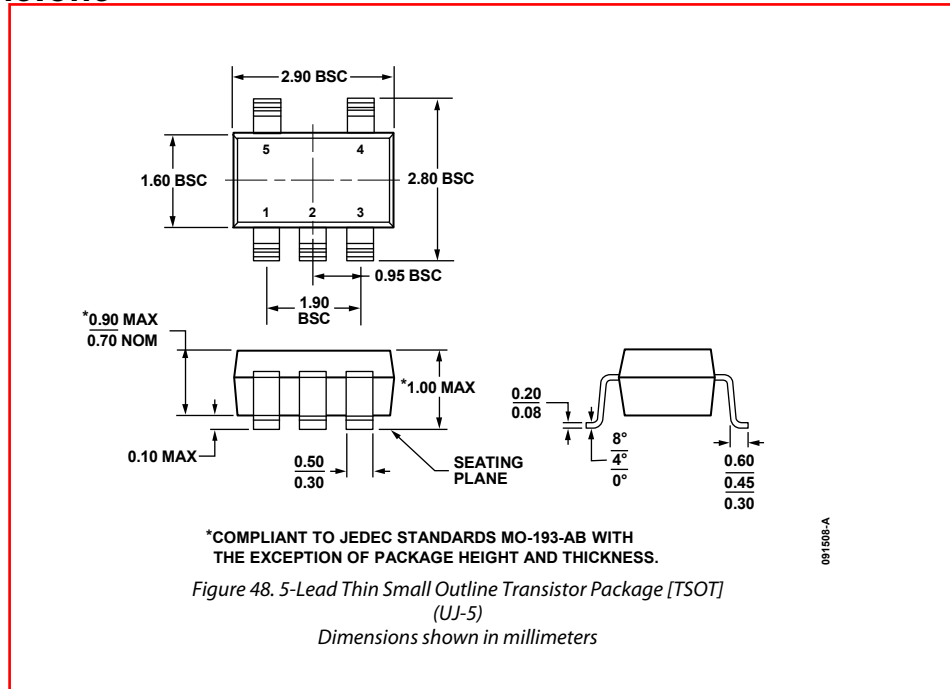 2.90 BSC
5
4
1.60 BSC
2.80 BSC
1
2
3
0.95 BSC
1.90
BSC
*0.90 MAX
0.70 NOM
*1.00 MAX
0.20
0.08
0.10 MAX
0.50
0.30
SEATING
PLANE
8°
4°
0°
0.60
0.45
0.30
*COMPLIANT TO JEDEC STANDARDS MO-193-AB WITH
THE EXCEPTION OF PACKAGE HEIGHT AND THICKNESS.
091508-A
Figure 48. 5-Lead Thin Small Outline Transistor Package [TSOT]
(UJ-5)
Dimensions shown in millimeters